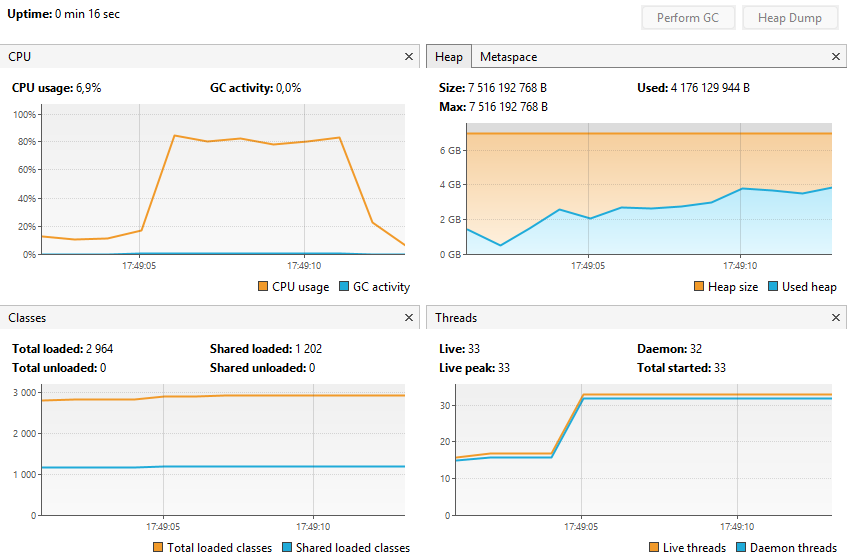 Uptime: 0 min 16 sec
Perform GC
Heap Dump
CPU
CPU usage: 6,9%
GC activity: 0,0%
100%
80%
60%
40%
20%
0%
17:49:05
17:49:10
CPU usage
GC activity
Heap
Metaspace
Size: 7 516 192 768 B
Used: 4 176 129 944 B
Max: 7 516 192 768 B
6 GB
4 GB
2 GB
0 GB
17:49:05
17:49:10
Heap size
Used heap
Classes
Total loaded: 2 964
Shared loaded: 1 202
Total unloaded: 0
Shared unloaded: 0
3 000
2 000
1 000
0
17:49:05
17:49:10
Total loaded classes
Shared loaded classes
Threads
Live: 33
Daemon: 32
Live peak: 33
Total started: 33
30
20
10
0
17:49:05
17:49:10
Live threads
Daemon threads